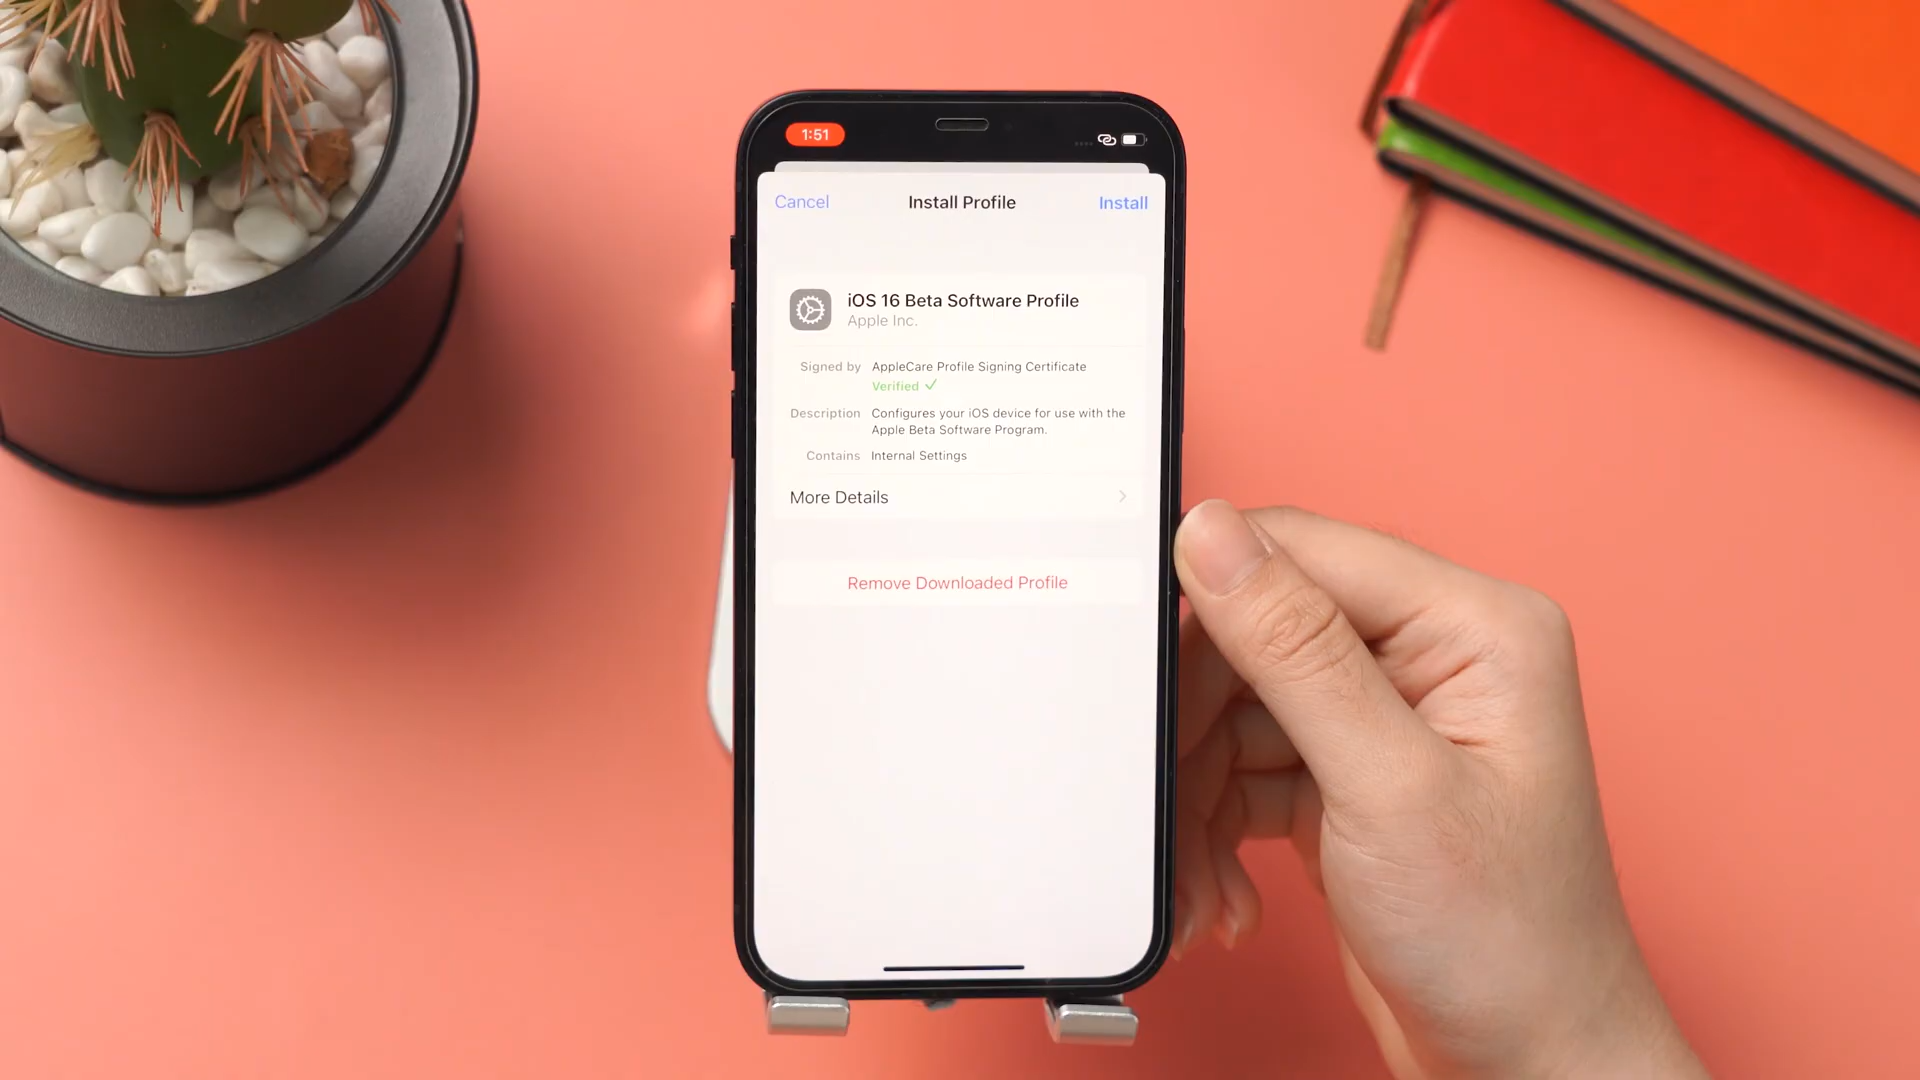 1:51
Cancel Install Profile Install
iOS 16 Beta Software Profile
Apple Inc.
Signed by AppleCare Profile Signing Certificate
Verified ✓
Description Configures your iOS device for use with the
Apple Beta Software Program.
Contains Internal Settings
More Details
Remove Downloaded Profile